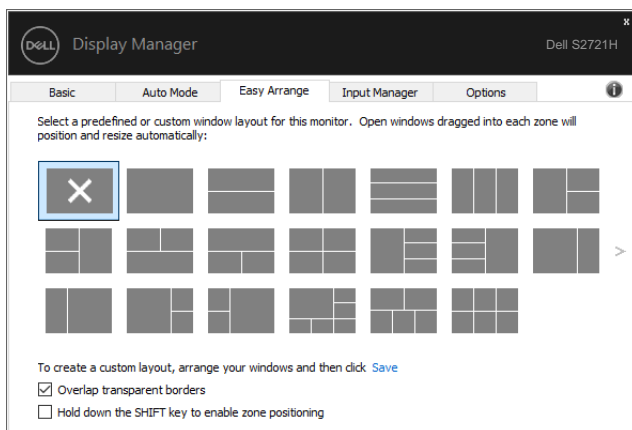 x
DELL Display Manager Dell S2721H
Basic Auto Mode Easy Arrange Input Manager Options i
Select a predefined or custom window layout for this monitor. Open windows dragged into each zone will
position and resize automatically:
>
To create a custom layout, arrange your windows and then click Save
Overlap transparent borders
Hold down the SHIFT key to enable zone positioning